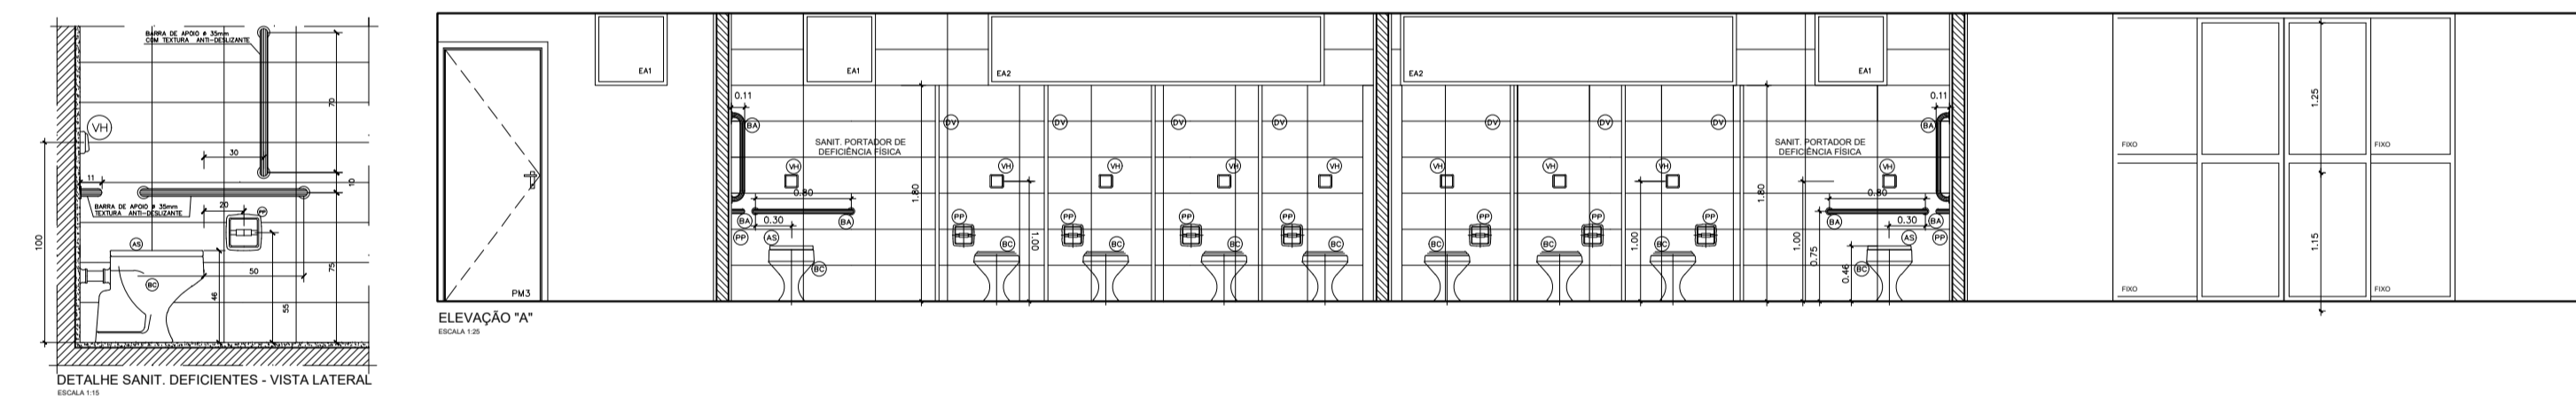 BARRA DE APOIO ø 35mm
COM TEXTURA ANTI-DESLIZANTE
70
VH
30
11
10
BARRA DE APOIO ø 35mm
TEXTURA ANTI-DESLIZANTE
20
PP
100
AS
50
75
BC
46
55
DETALHE SANIT. DEFICIENTES - VISTA LATERAL
ESCALA 1:15
EA1
EA1
EA2
EA2
EA1
0.11
0.11
1.25
BA
DV
DV
DV
DV
DV
DV
DV
BA
SANIT. PORTADOR DE
DEFICIÊNCIA FÍSICA
SANIT. PORTADOR DE
DEFICIÊNCIA FÍSICA
FIXO
FIXO
VH
VH
VH
VH
VH
VH
VH
VH
VH
0.80
1.80
1.80
0.80
BA
0.30
BA
PP
PP
PP
PP
PP
PP
PP
BA
0.30
BA
PP
AS
BC
BC
BC
BC
BC
1.00
BC
BC
BC
1.00
1.00
0.75
0.46
BC
AS
PP
1.15
PM3
FIXO
FIXO
ELEVAÇÃO "A"
ESCALA 1:25